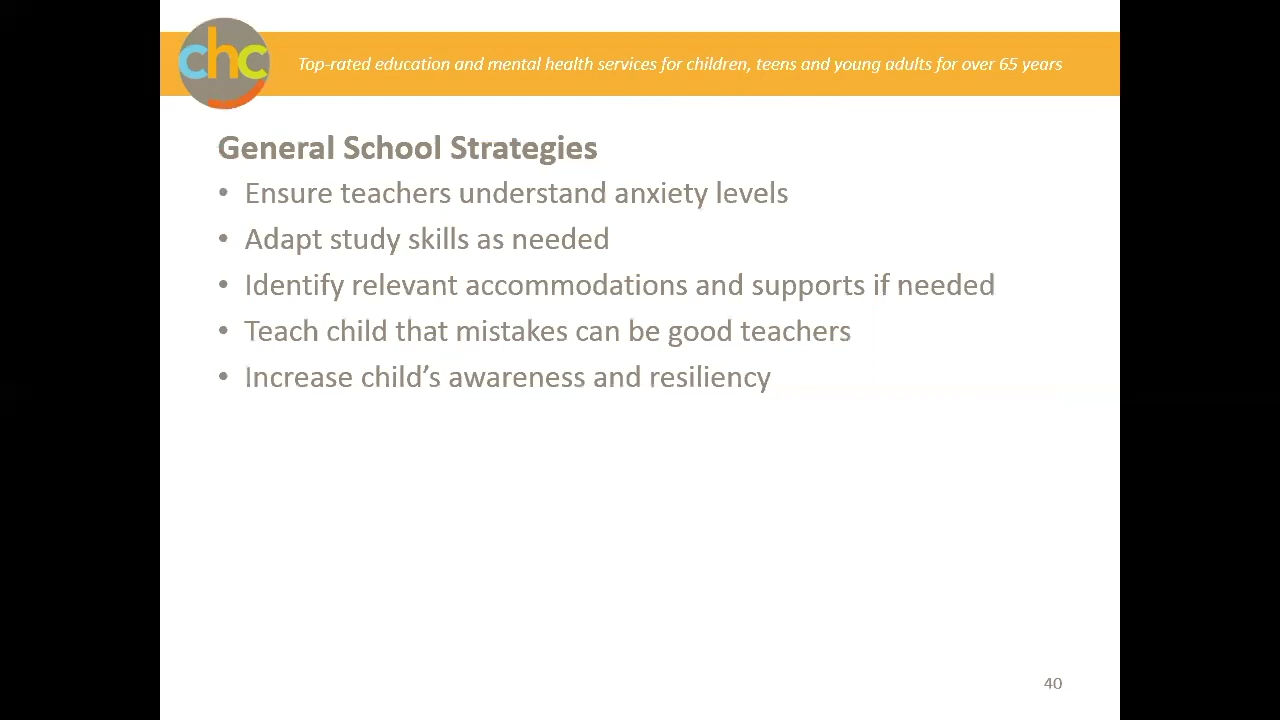 chc
Top-rated education and mental health services for children, teens and young adults for over 65 years
General School Strategies
• Ensure teachers understand anxiety levels
• Adapt study skills as needed
• Identify relevant accommodations and supports if needed
• Teach child that mistakes can be good teachers
• Increase child’s awareness and resiliency
40